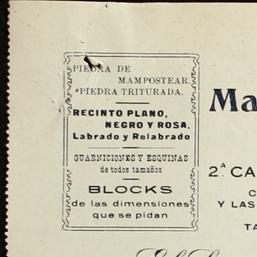 PIEDRA DE
MAMPOSTEAR.
*PIEDRA TRITURADA.
RECINTO PLANO,
NEGRO Y ROSA,
Labrado y Relabrado
GUARNICIONES Y ESQUINAS
de todos tamaños
BLOCKS
de las dimensiones
que se pidan
Ma
2ª CA
C
Y LAS
TA